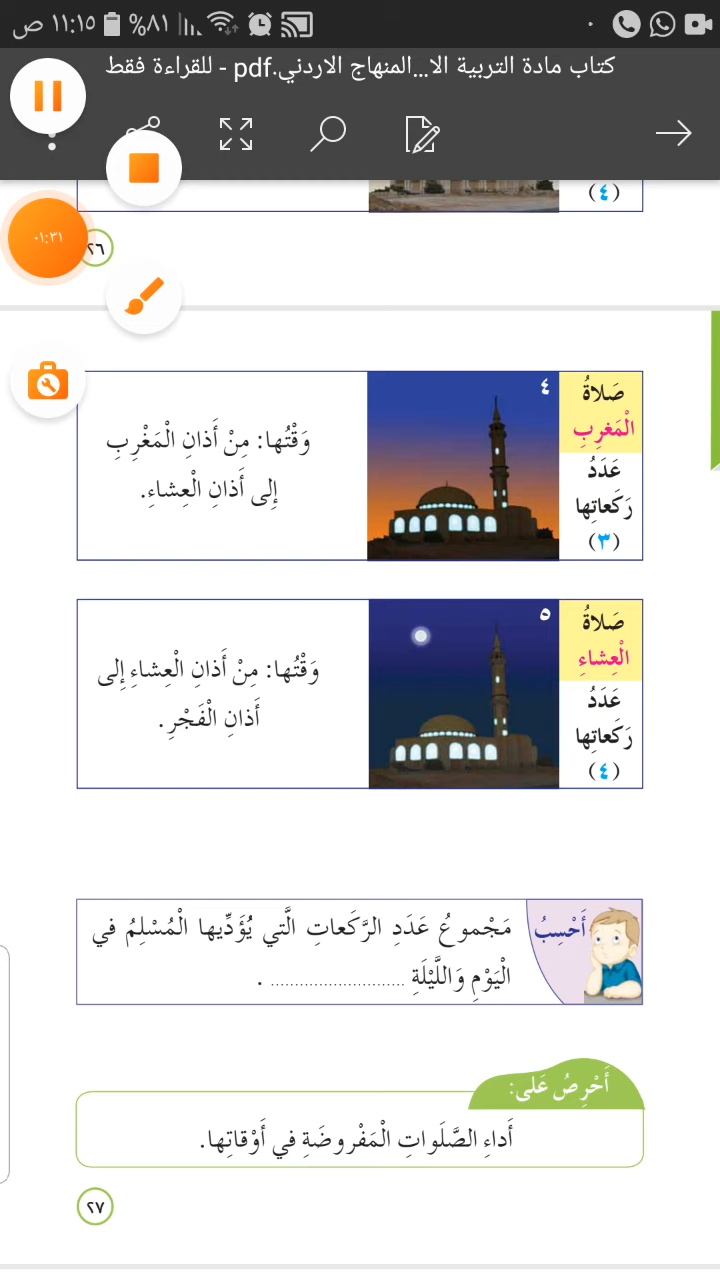 ١١:١٥ ص
٨١%
كتاب مادة التربية الا...المنهاج الاردني.pdf - للقراءة فقط
(٤)
٠١:٣١
٢٦
صَلاةُ
الْمَغرِبِ
عَدَدُ
رَكَعاتِها
(٣)
٤
وَقْتُها: مِنْ أَذانِ الْمَغْرِبِ
إِلى أَذانِ الْعِشاءِ.
صَلاةُ
الْعِشاءِ
عَدَدُ
رَكَعاتِها
(٤)
٥
وَقْتُها: مِنْ أَذانِ الْعِشاءِ إِلى
أَذانِ الْفَجْرِ.
أَحْسِبُ
مَجْموعُ عَدَدِ الرَّكَعاتِ الَّتي يُؤَدِّيها الْمُسْلِمُ في
الْيَوْمِ وَاللَّيْلَةِ ............................ .
أَحْرِصُ عَلى:
أَداءِ الصَّلَواتِ الْمَفْروضَةِ في أَوْقاتِها.
٢٧